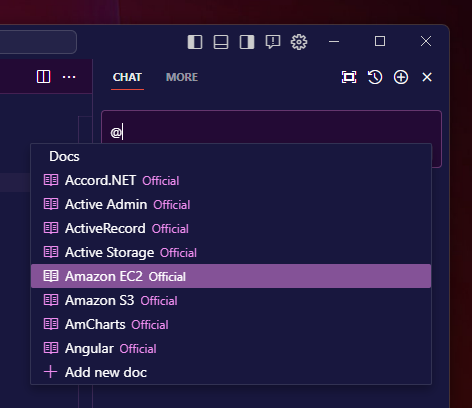 CHAT MORE
@
Docs
Accord.NET Official
Active Admin Official
ActiveRecord Official
Active Storage Official
Amazon EC2 Official
Amazon S3 Official
AmCharts Official
Angular Official
Add new doc